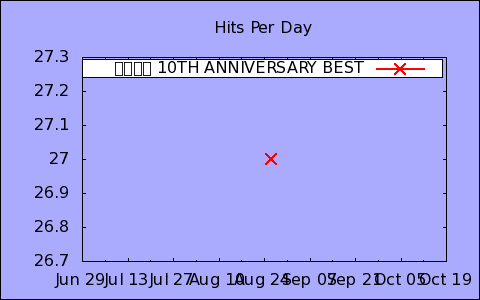 Hits Per Day
27.3
10TH ANNIVERSARY BEST
27.2
27.1
27
26.9
26.8
26.7
Jun 29 Jul 13 Jul 27 Aug 10 Aug 24 Sep 07 Sep 21 Oct 05 Oct 19